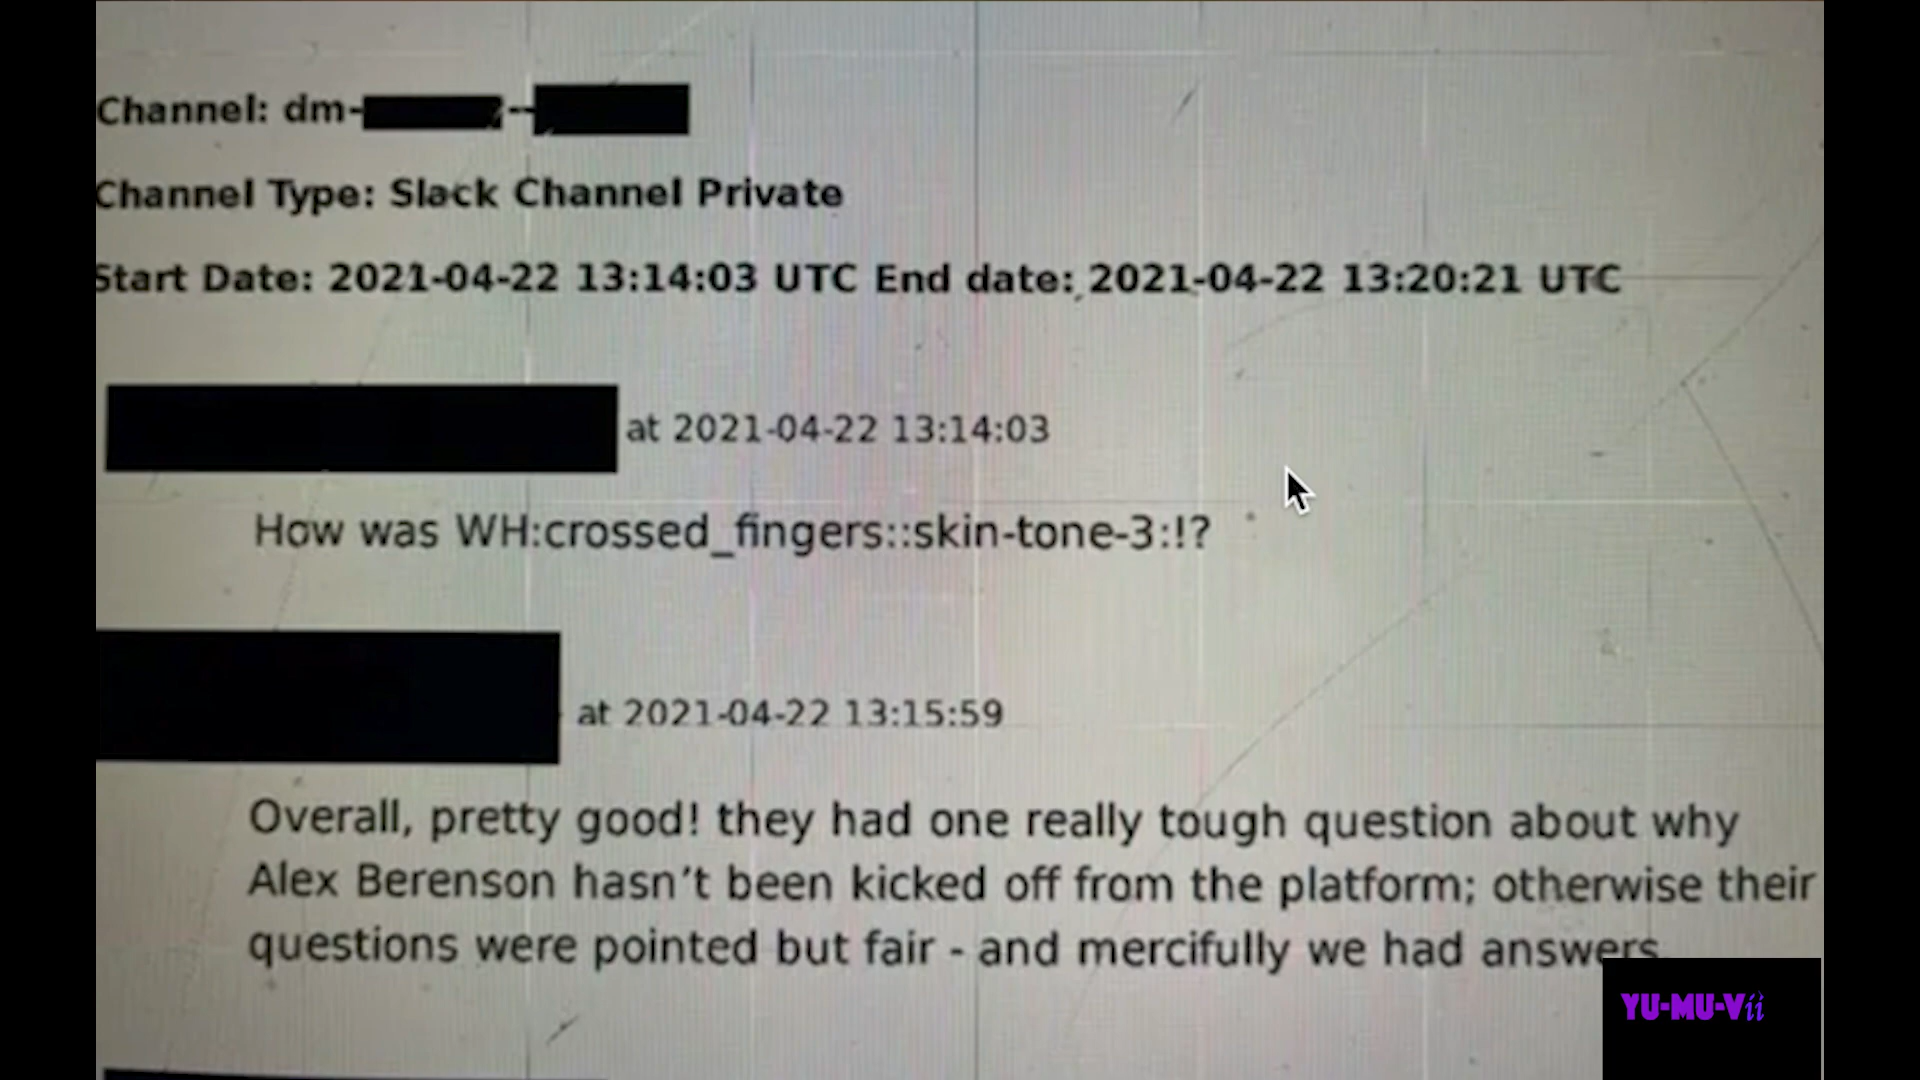 Channel: dm- --
Channel Type: Slack Channel Private
Start Date: 2021-04-22 13:14:03 UTC End date: 2021-04-22 13:20:21 UTC
at 2021-04-22 13:14:03
How was WH:crossed_fingers::skin-tone-3:!?
at 2021-04-22 13:15:59
Overall, pretty good! they had one really tough question about why
Alex Berenson hasn't been kicked off from the platform; otherwise their
questions were pointed but fair - and mercifully we had answers
YU-MU-Vii